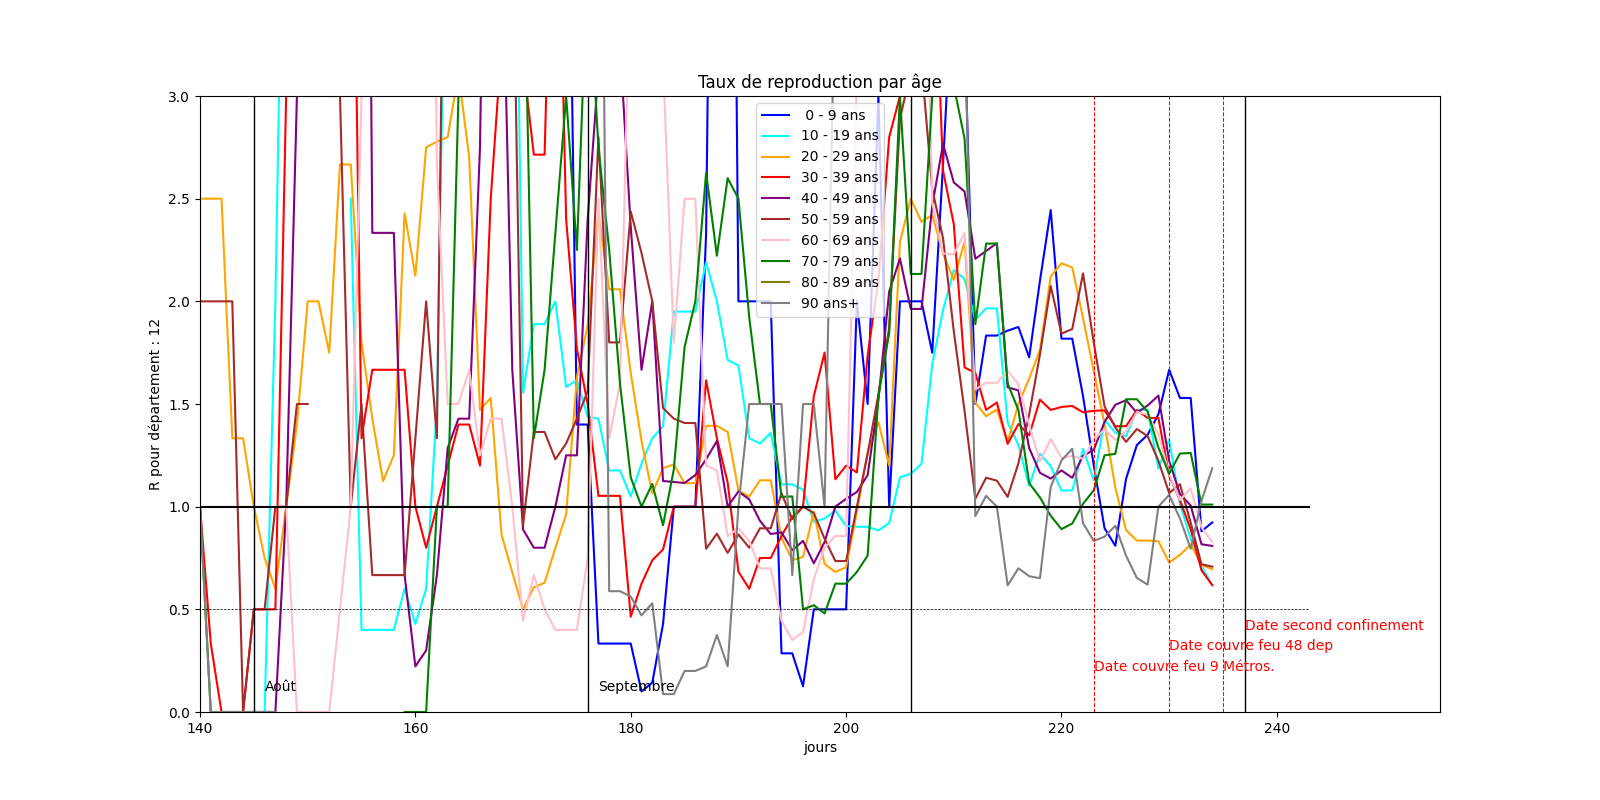 Taux de reproduction par âge
R pour département : 12
3.0
2.5
2.0
1.5
1.0
0.5
0.0
0 - 9 ans
10 - 19 ans
20 - 29 ans
30 - 39 ans
40 - 49 ans
50 - 59 ans
60 - 69 ans
70 - 79 ans
80 - 89 ans
90 ans+
Date second confinement
Date couvre feu 48 dep
Date couvre feu 9 Métros.
Août
Septembre
140
160
180
200
220
240
jours